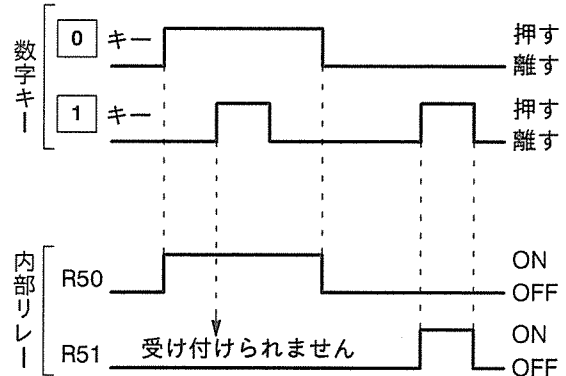 数字キー
0 キー
押す
離す
1 キー
押す
離す
内部リレー
R50
ON
OFF
R51
受け付けられません
ON
OFF